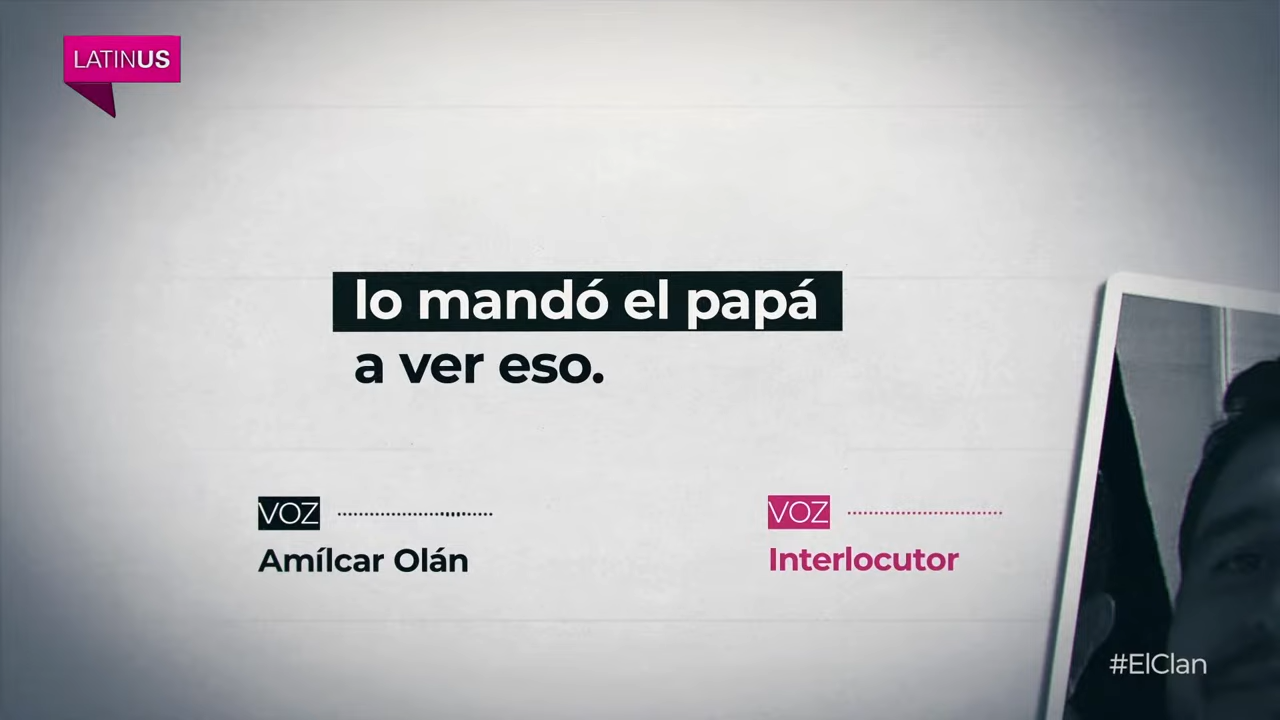 LATINUS
lo mandó el papá
a ver eso.
VOZ
Amílcar Olán
VOZ
Interlocutor
#ElClan